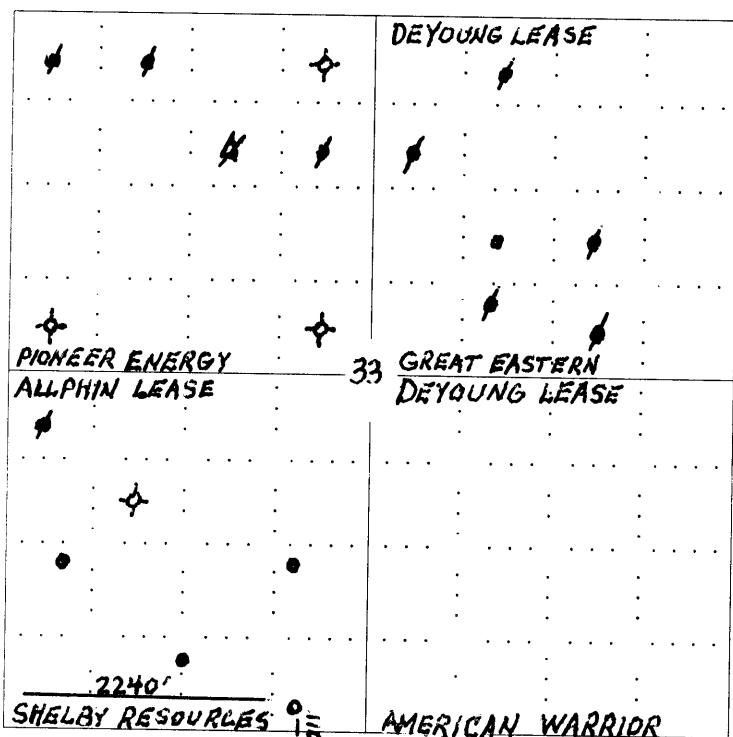 DEYOUNG LEASE
PIONEER ENERGY
33
GREAT EASTERN
ALLPHIN LEASE
DEYOUNG LEASE
2240'
SHELBY RESOURCES
AMERICAN WARRIOR